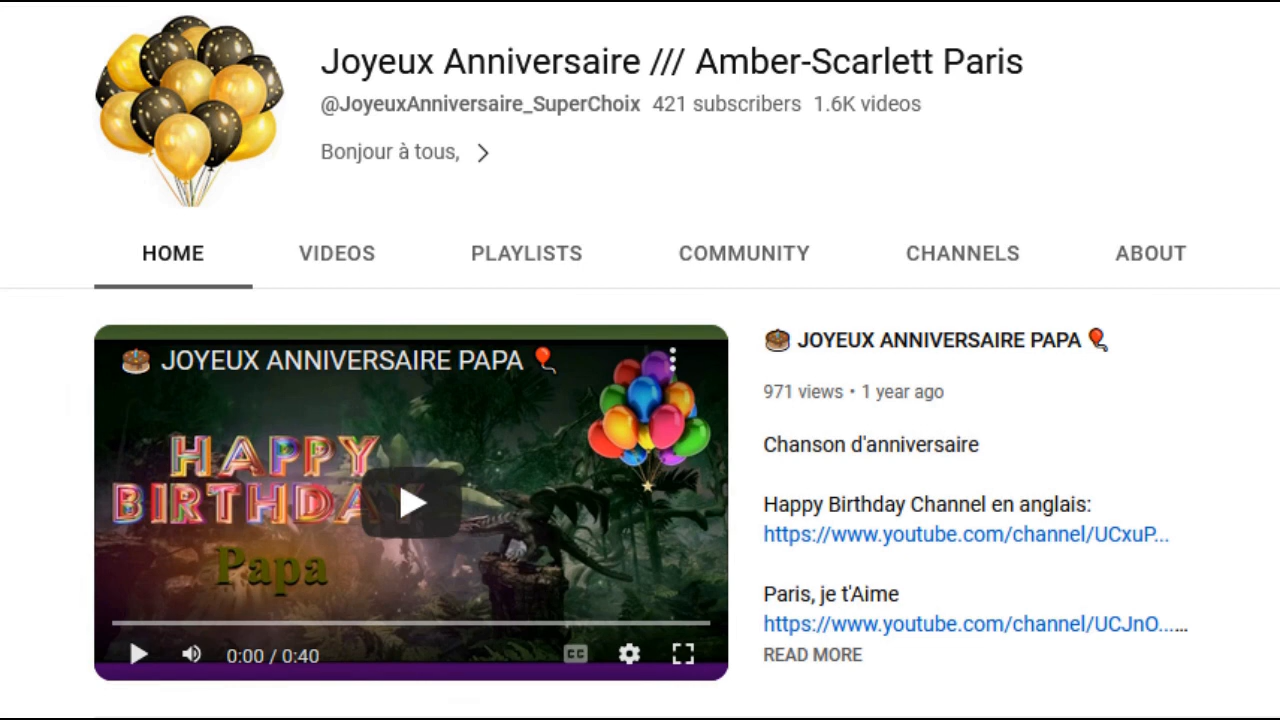 Joyeux Anniversaire /// Amber-Scarlett Paris
@JoyeuxAnniversaire_SuperChoix 421 subscribers 1.6K videos
Bonjour à tous,
HOME VIDEOS PLAYLISTS COMMUNITY CHANNELS ABOUT
JOYEUX ANNIVERSAIRE PAPA
HAPPY
BIRTHDAY
Papa
0:00 / 0:40
CC
JOYEUX ANNIVERSAIRE PAPA
971 views • 1 year ago
Chanson d'anniversaire
Happy Birthday Channel en anglais:
https://www.youtube.com/channel/UCxuP...
Paris, je t'Aime
https://www.youtube.com/channel/UCJnO......
READ MORE